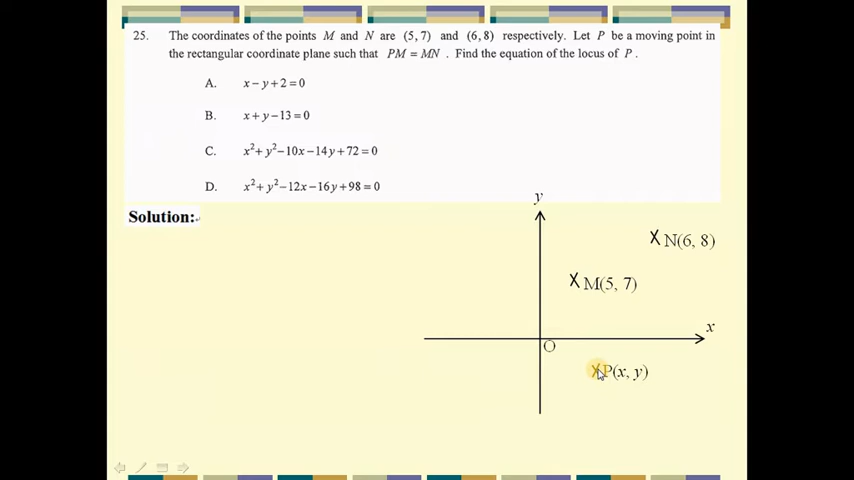 25. The coordinates of the points M and N are (5, 7) and (6, 8) respectively. Let P be a moving point in
the rectangular coordinate plane such that PM = MN . Find the equation of the locus of P .
A. x − y + 2 = 0
B. x + y − 13 = 0
C. x² + y² − 10x − 14y + 72 = 0
D. x² + y² − 12x − 16y + 98 = 0
Solution:
y
X N(6, 8)
X M(5, 7)
x
O
X P(x, y)